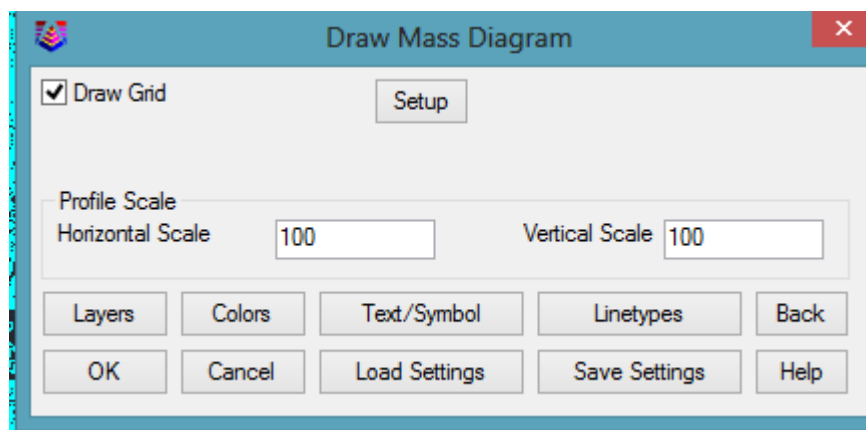 Draw Mass Diagram
Draw Grid
Setup
Profile Scale
Horizontal Scale 100 Vertical Scale 100
Layers Colors Text/Symbol Linetypes Back
OK Cancel Load Settings Save Settings Help